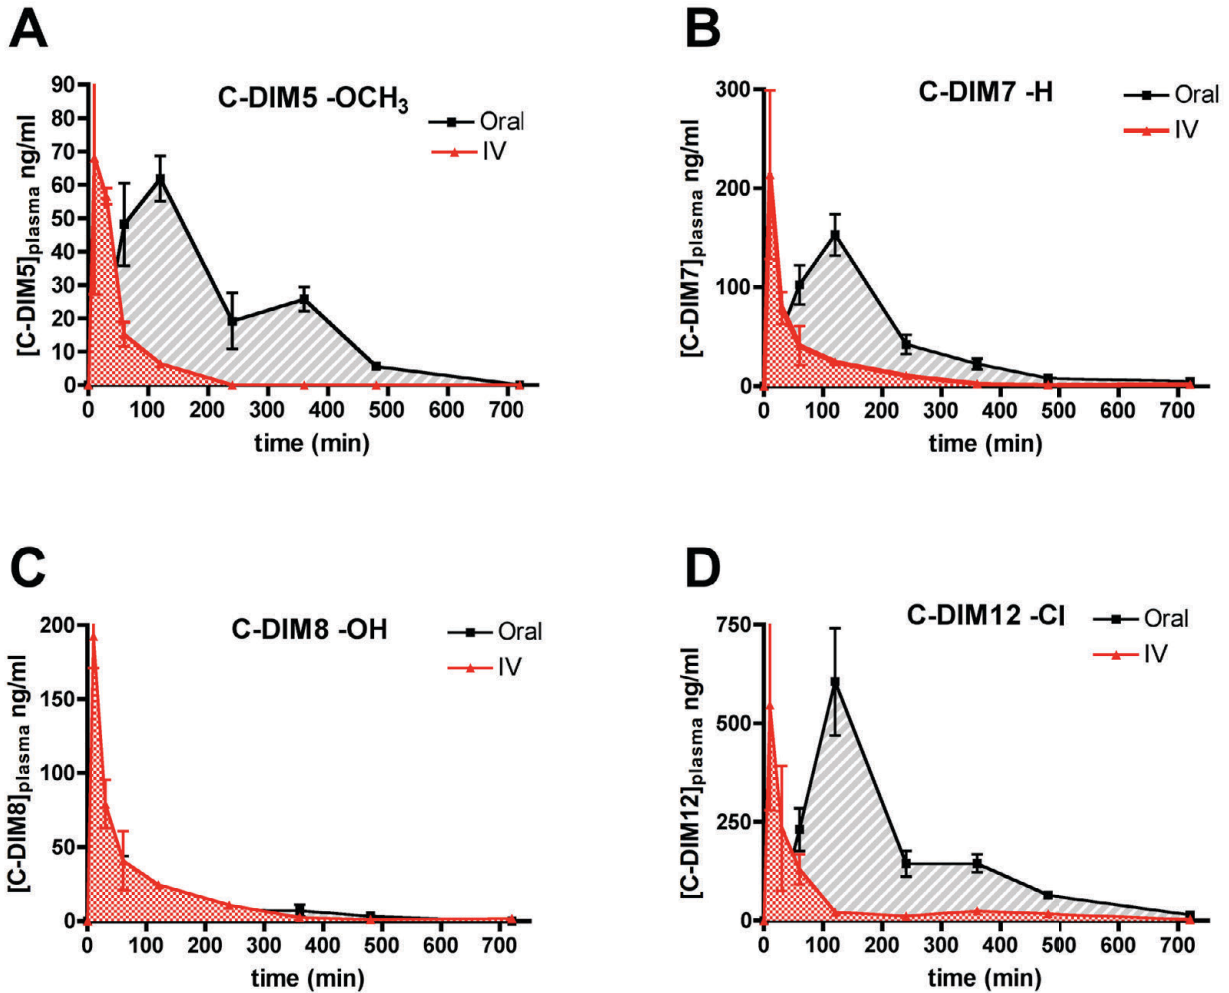 A
C-DIM5 -OCH3
Oral
IV
[C-DIM5]plasma ng/ml
90
80
70
60
50
40
30
20
10
0
0 100 200 300 400 500 600 700
time (min)
B
C-DIM7 -H
Oral
IV
[C-DIM7]plasma ng/ml
300
200
100
0
0 100 200 300 400 500 600 700
time (min)
C
C-DIM8 -OH
Oral
IV
[C-DIM8]plasma ng/ml
200
150
100
50
0
0 100 200 300 400 500 600 700
time (min)
D
C-DIM12 -Cl
Oral
IV
[C-DIM12]plasma ng/ml
750
500
250
0
0 100 200 300 400 500 600 700
time (min)